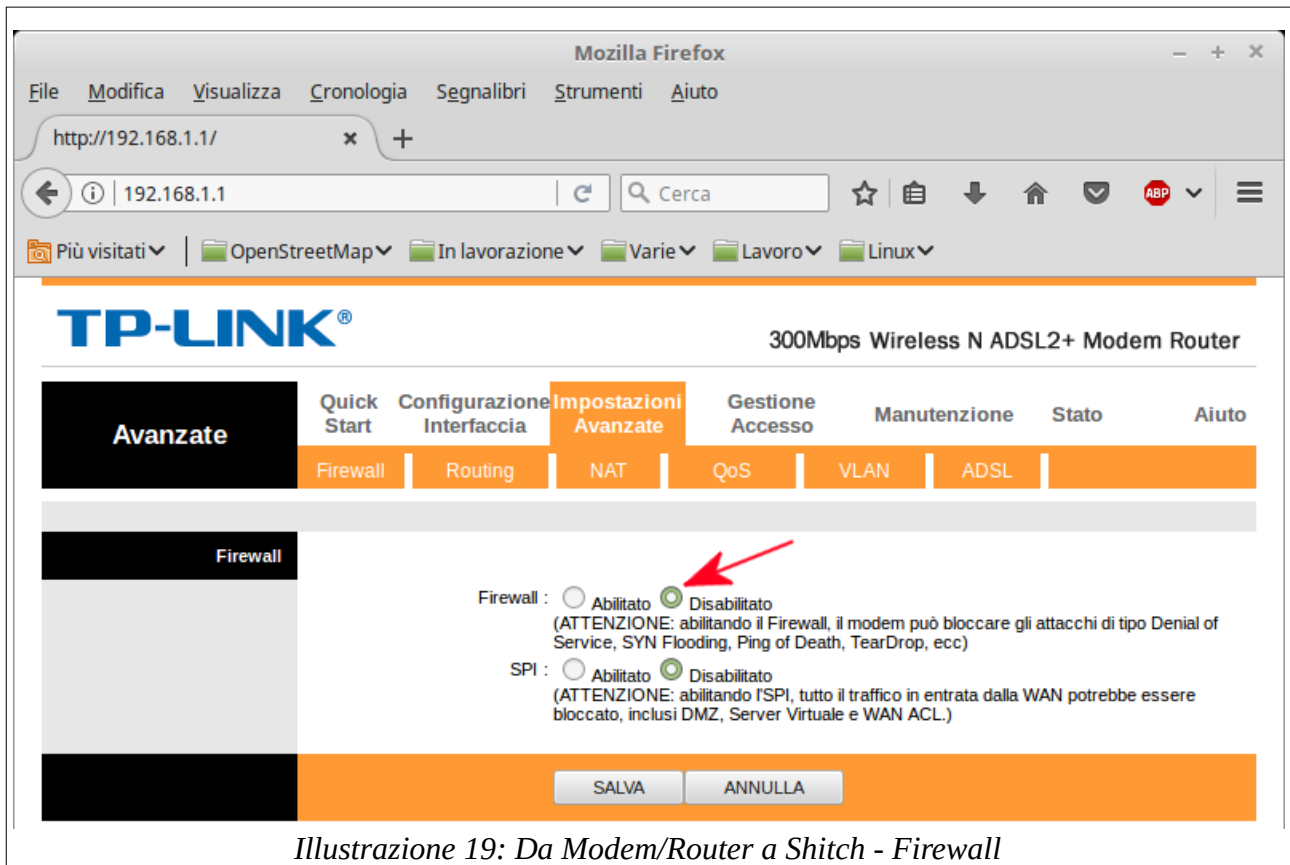 Mozilla Firefox
File Modifica Visualizza Cronologia Segnalibri Strumenti Aiuto
http://192.168.1.1/
192.168.1.1
Cerca
ABP
Più visitati OpenStreetMap In lavorazione Varie Lavoro Linux
TP-LINK®
300Mbps Wireless N ADSL2+ Modem Router
Avanzate
Quick Start
Configurazione Interfaccia
Impostazioni Avanzate
Gestione Accesso
Manutenzione
Stato
Aiuto
Firewall Routing NAT QoS VLAN ADSL
Firewall
Firewall : Abilitato Disabilitato
(ATTENZIONE: abilitando il Firewall, il modem può bloccare gli attacchi di tipo Denial of
Service, SYN Flooding, Ping of Death, TearDrop, ecc)
SPI : Abilitato Disabilitato
(ATTENZIONE: abilitando l'SPI, tutto il traffico in entrata dalla WAN potrebbe essere
bloccato, inclusi DMZ, Server Virtuale e WAN ACL.)
SALVA ANNULLA
Illustrazione 19: Da Modem/Router a Shitch - Firewall